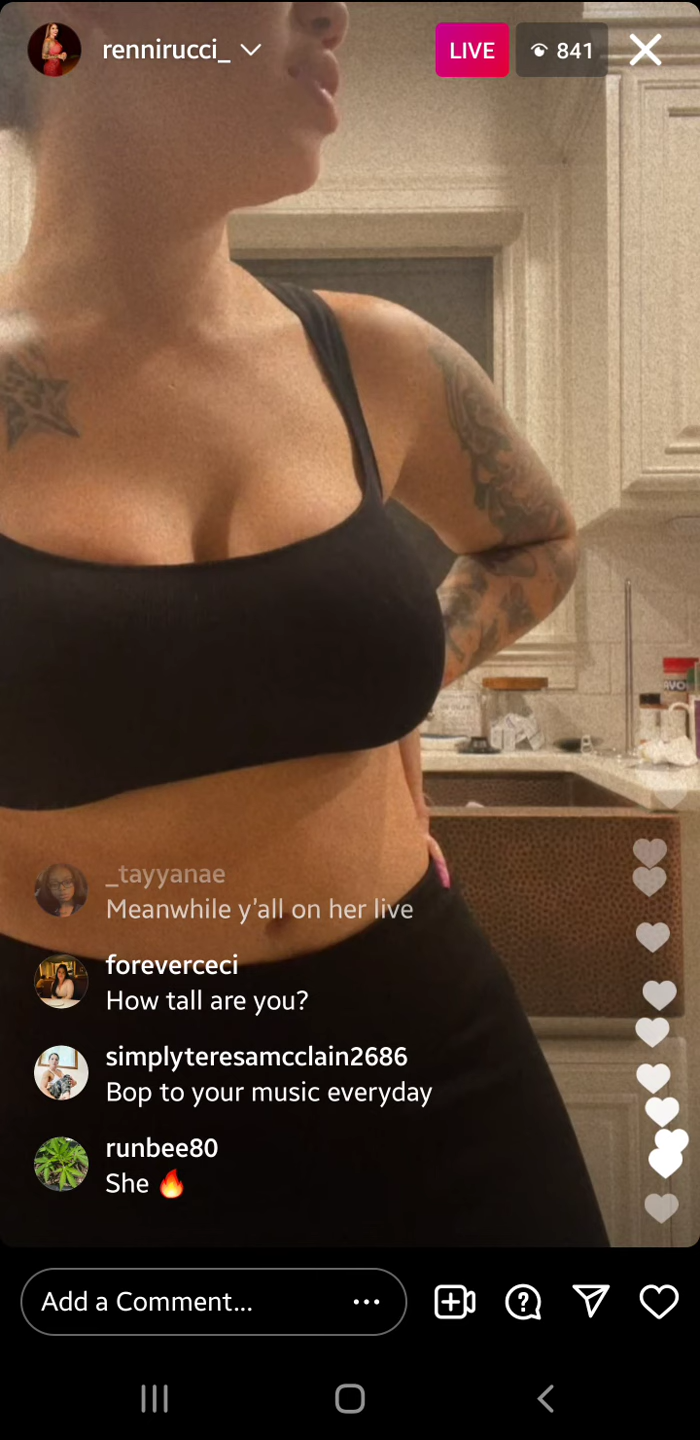 rennirucci_
LIVE
841
_tayyanae
Meanwhile y'all on her live
foreverceci
How tall are you?
simplyteresamcclain2686
Bop to your music everyday
runbee80
She 🔥
Add a Comment...